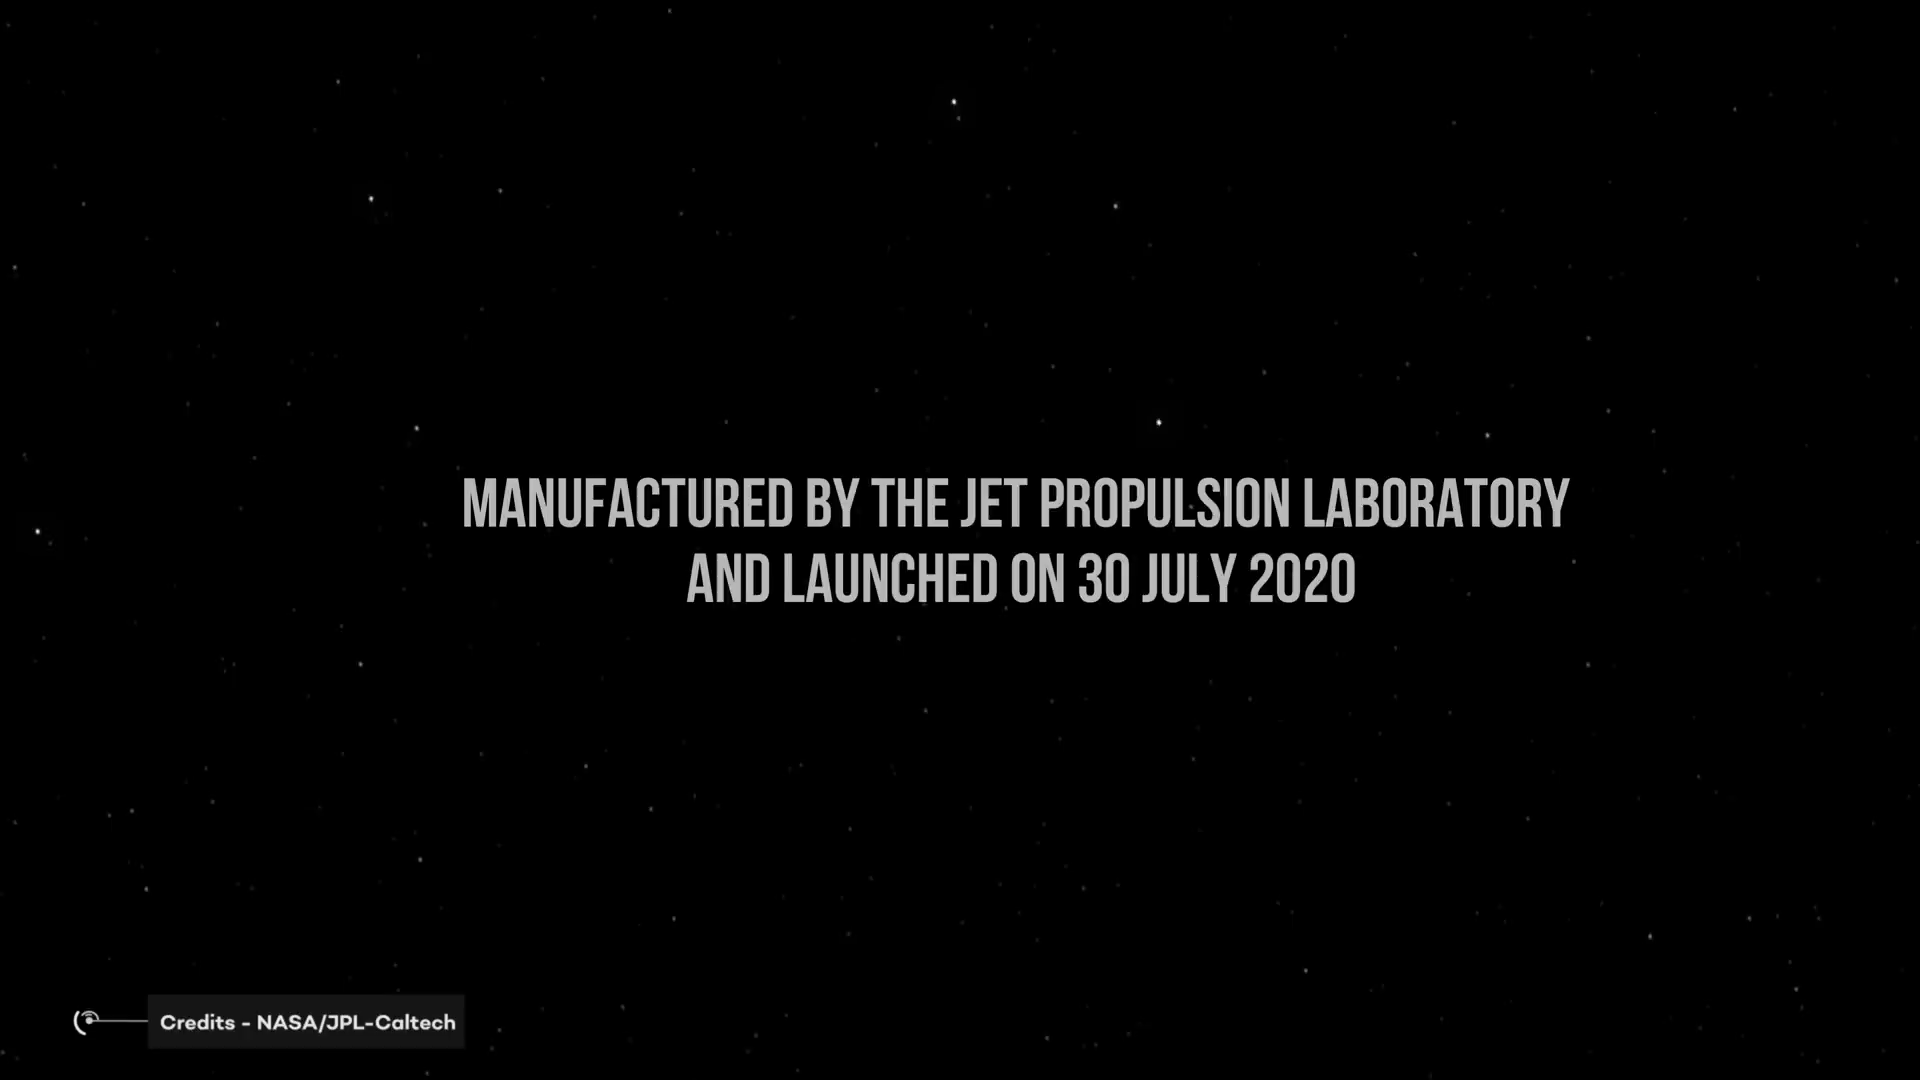 MANUFACTURED BY THE JET PROPULSION LABORATORY
AND LAUNCHED ON 30 JULY 2020
Credits - NASA/JPL-Caltech